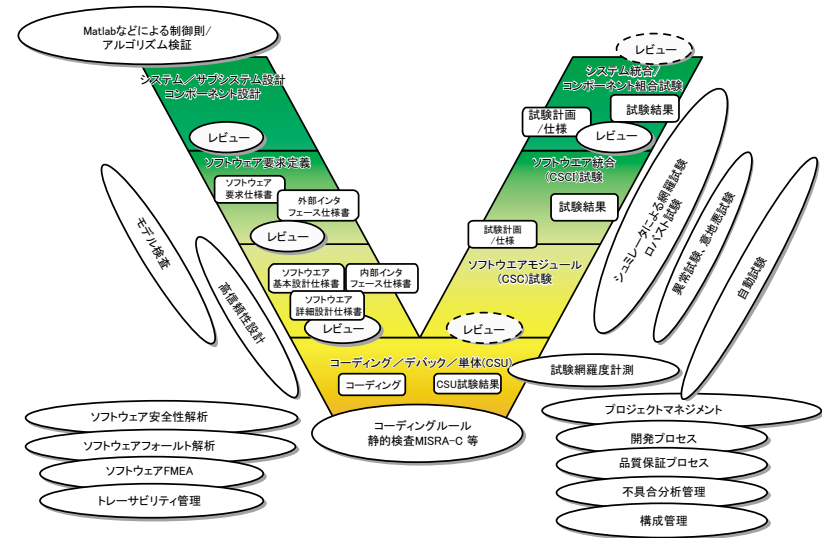 Matlabなどによる制御則/
アルゴリズム検証
システム/サブシステム設計
コンポーネント設計
レビュー
ソフトウェア要求定義
ソフトウェア
要求仕様書
外部インタ
フェース仕様書
レビュー
ソフトウェア
基本設計仕様書
内部インタ
フェース仕様書
ソフトウェア
詳細設計仕様書
レビュー
モデル検査
高信頼性設計
レビュー
システム統合/
コンポーネント組合試験
試験計画
/仕様
試験結果
レビュー
ソフトウエア統合
(CSCI)試験
試験結果
試験計画
/仕様
ソフトウエアモジュール
(CSC)試験
レビュー
シュミレータによる網羅試験
ロバスト試験
異常試験、意地悪試験
自動試験
コーディング/デバック/単体(CSU)
コーディング
CSU試験結果
試験網羅度計測
コーディングルール
静的検査MISRA-C 等
ソフトウェア安全性解析
ソフトウェアフォールト解析
ソフトウェアFMEA
トレーサビリティ管理
プロジェクトマネジメント
開発プロセス
品質保証プロセス
不具合分析管理
構成管理